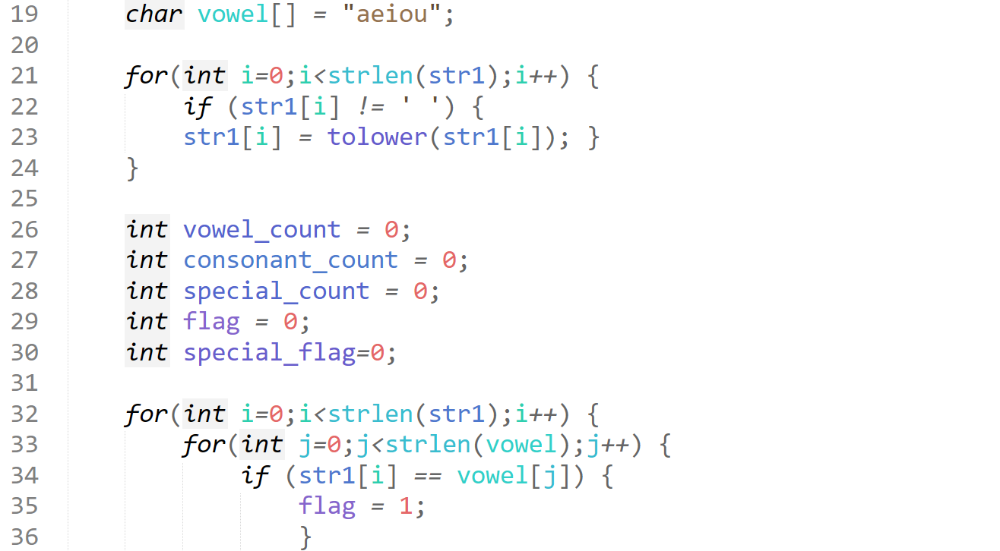 19 char vowel[] = "aeiou";
20
21 for(int i=0;i<strlen(str1);i++) {
22 if (str1[i] != ' ') {
23 str1[i] = tolower(str1[i]); }
24 }
25
26 int vowel_count = 0;
27 int consonant_count = 0;
28 int special_count = 0;
29 int flag = 0;
30 int special_flag=0;
31
32 for(int i=0;i<strlen(str1);i++) {
33 for(int j=0;j<strlen(vowel);j++) {
34 if (str1[i] == vowel[j]) {
35 flag = 1;
36 }